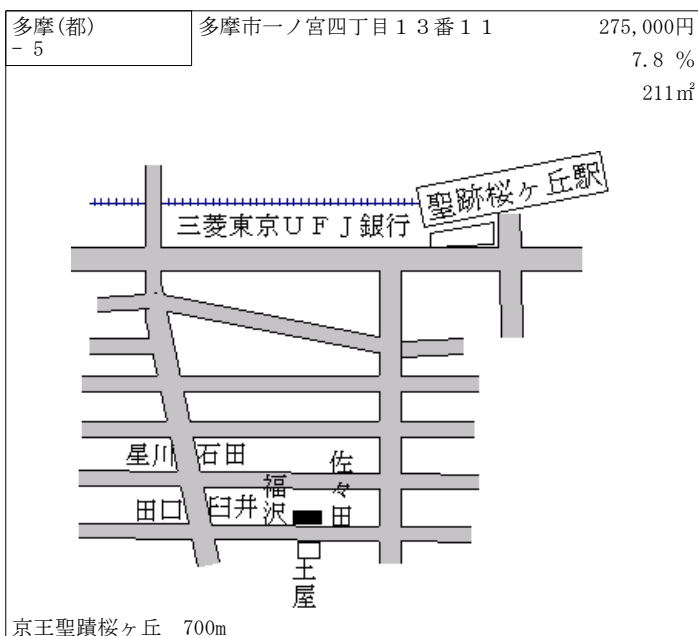 多摩(都)
- 5
多摩市一ノ宮四丁目１３番１１
275,000円
7.8 %
211㎡
聖跡桜ヶ丘駅
三菱東京ＵＦＪ銀行
星川
石田
佐々田
福沢
田口
臼井
土屋
京王聖蹟桜ヶ丘 700m